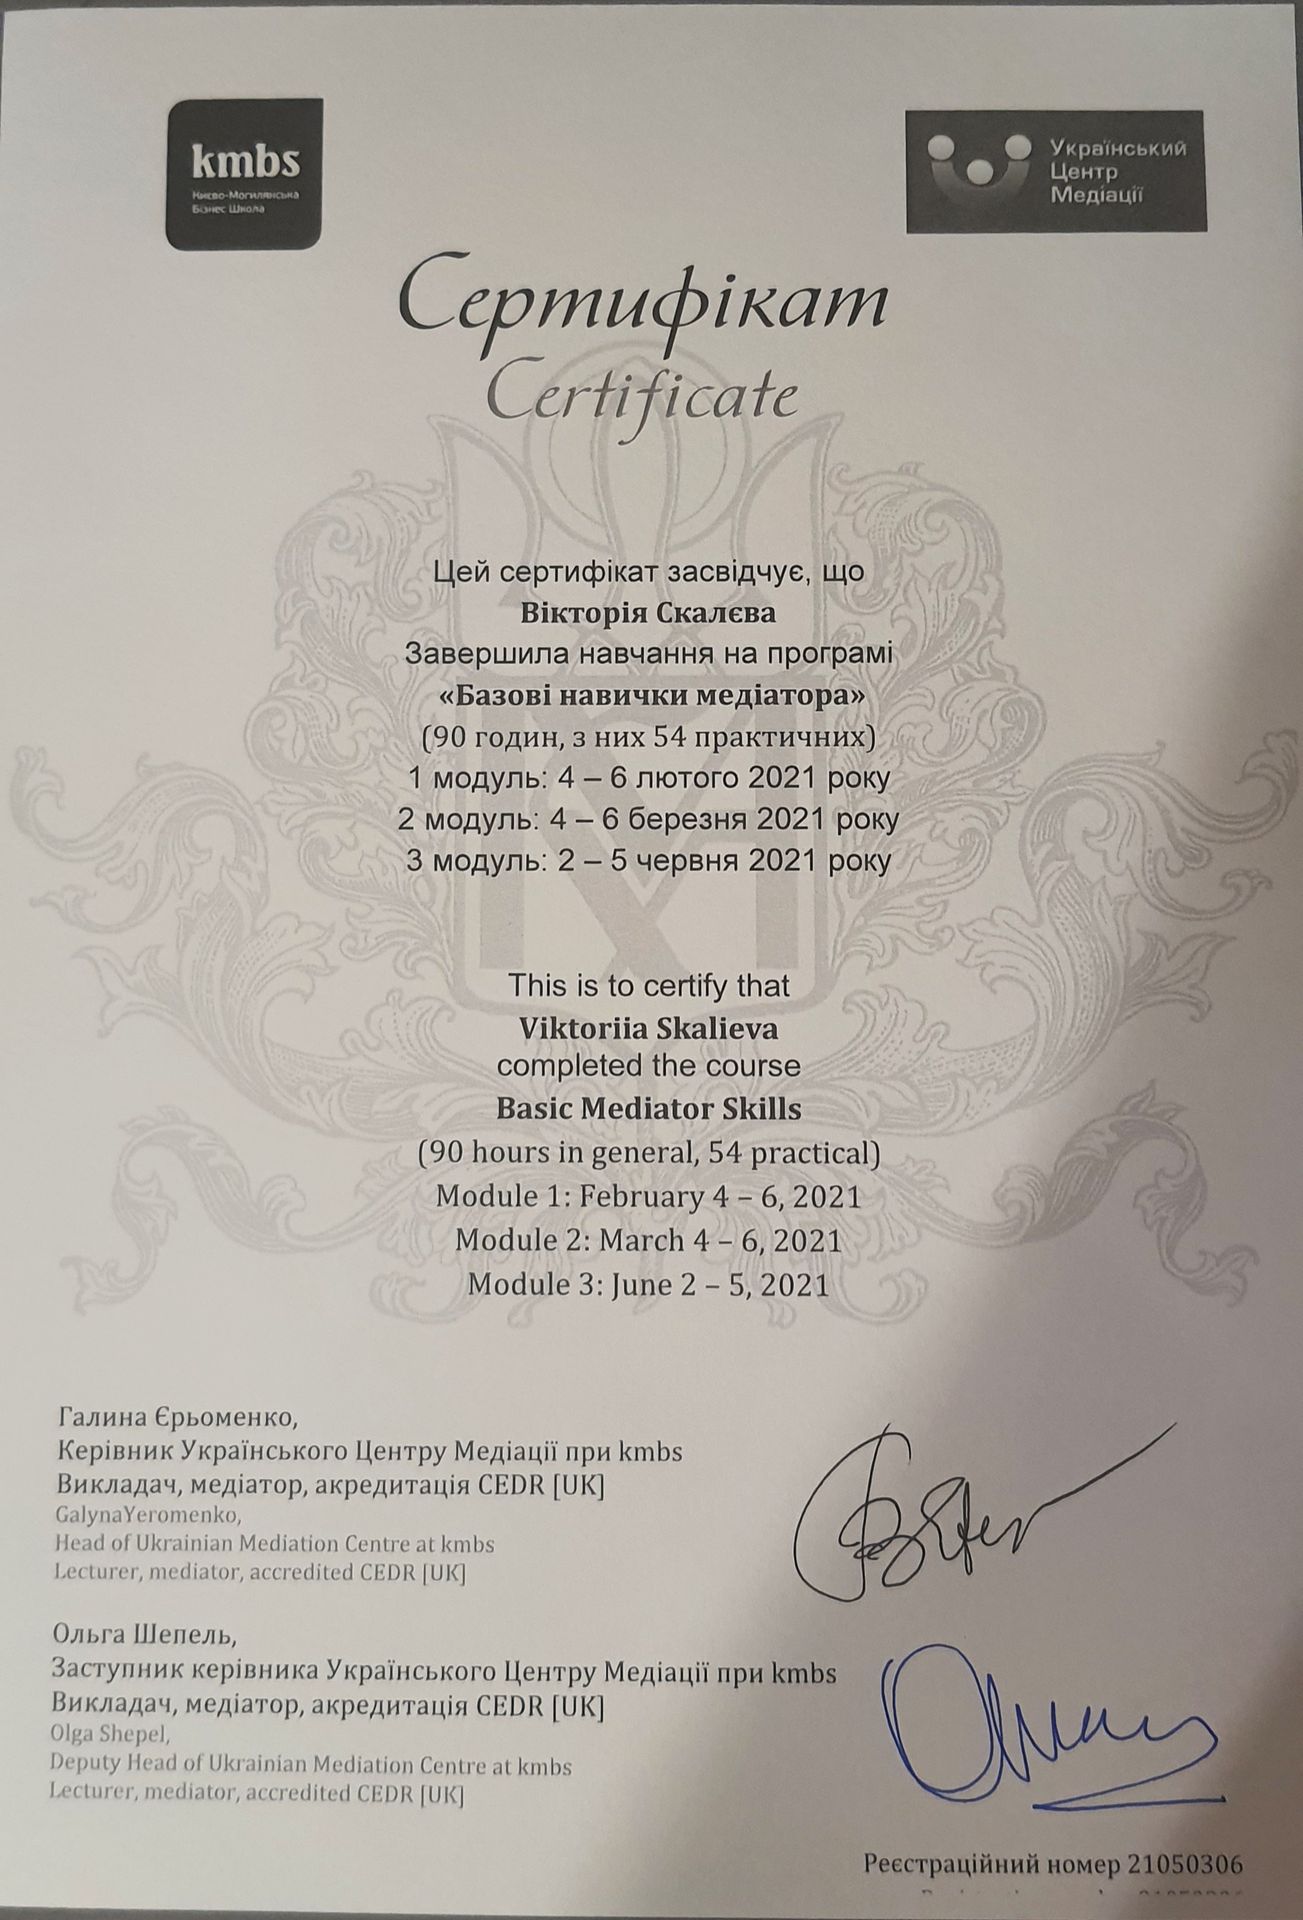 kmbs
Києво-Могилянська
Бізнес Школа
Український
Центр
Медіації
Сертифікат
Certificate
Цей сертифікат засвідчує, що
Вікторія Скалєва
Завершила навчання на програмі
«Базові навички медіатора»
(90 годин, з них 54 практичних)
1 модуль: 4 – 6 лютого 2021 року
2 модуль: 4 – 6 березня 2021 року
3 модуль: 2 – 5 червня 2021 року
This is to certify that
Viktoriia Skalieva
completed the course
Basic Mediator Skills
(90 hours in general, 54 practical)
Module 1: February 4 – 6, 2021
Module 2: March 4 – 6, 2021
Module 3: June 2 – 5, 2021
Галина Єрьоменко,
Керівник Українського Центру Медіації при kmbs
Викладач, медіатор, акредитація CEDR [UK]
GalynaYeromenko,
Head of Ukrainian Mediation Centre at kmbs
Lecturer, mediator, accredited CEDR [UK]
Ольга Шепель,
Заступник керівника Українського Центру Медіації при kmbs
Викладач, медіатор, акредитація CEDR [UK]
Olga Shepel,
Deputy Head of Ukrainian Mediation Centre at kmbs
Lecturer, mediator, accredited CEDR [UK]
Реєстраційний номер 21050306